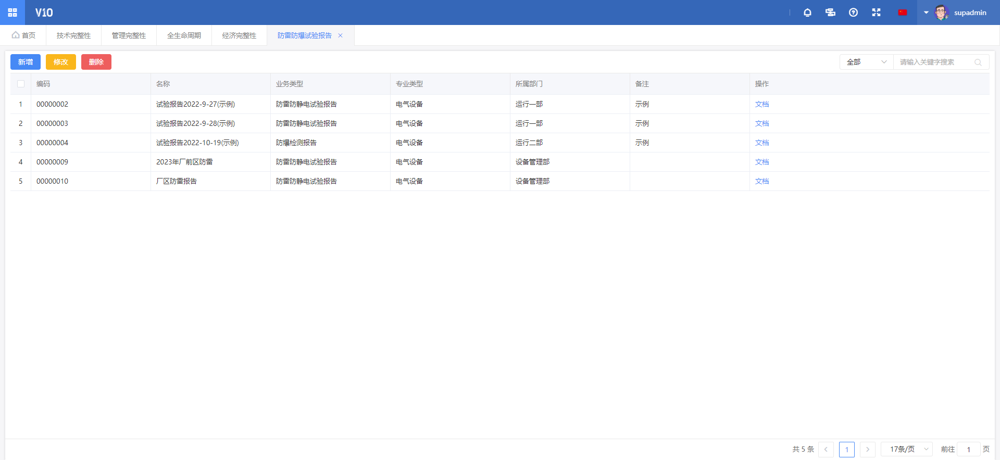 V10
supadmin
首页 技术完整性 管理完整性 全生命周期 经济完整性 防雷防爆试验报告
新增 修改 删除 全部 请输入关键字搜索
编码 名称 业务类型 专业类型 所属部门 备注 操作
1 00000002 试验报告2022-9-27(示例) 防雷防静电试验报告 电气设备 运行一部 示例 文档
2 00000003 试验报告2022-9-28(示例) 防雷防静电试验报告 电气设备 运行一部 示例 文档
3 00000004 试验报告2022-10-19(示例) 防爆检测报告 电气设备 运行二部 示例 文档
4 00000009 2023年厂前区防雷 防雷防静电试验报告 电气设备 设备管理部 文档
5 00000010 厂区防雷报告 防雷防静电试验报告 电气设备 设备管理部 文档
共 5 条 1 17条/页 前往 1 页